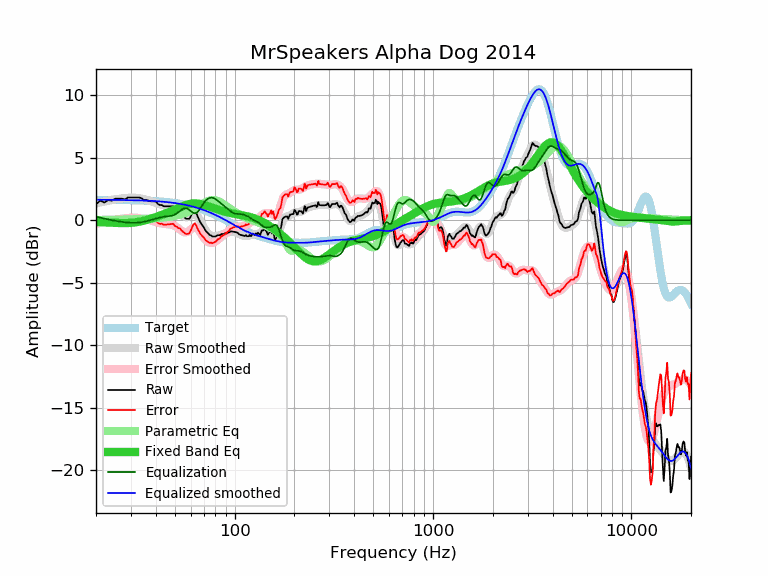 MrSpeakers Alpha Dog 2014
10
5
0
−5
−10
−15
−20
Amplitude (dBr)
Target
Raw Smoothed
Error Smoothed
Raw
Error
Parametric Eq
Fixed Band Eq
Equalization
Equalized smoothed
100
1000
10000
Frequency (Hz)